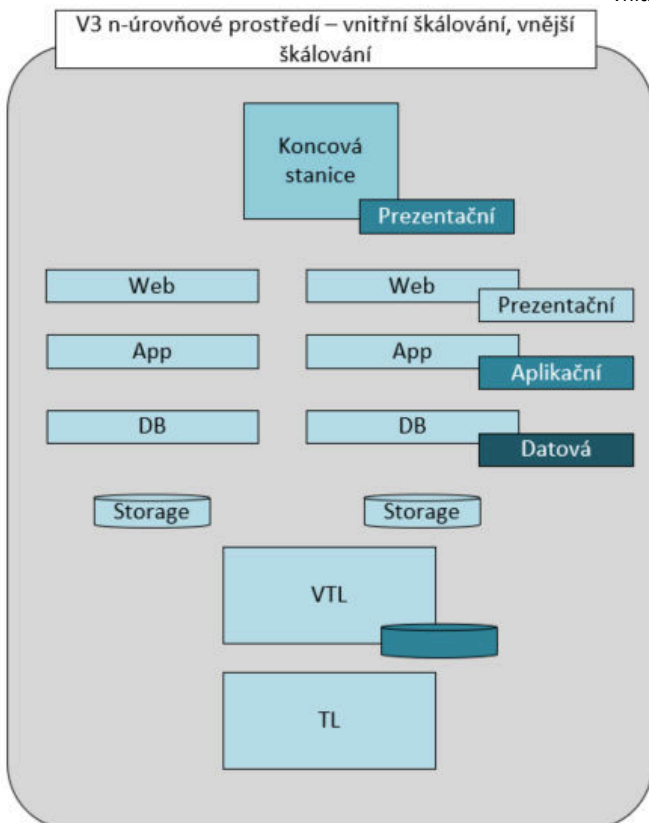 V3 n-úrovňové prostředí – vnitřní škálování, vnější
škálování
Koncová
stanice
Prezentační
Web
Web
Prezentační
App
App
Aplikační
DB
DB
Datová
Storage
Storage
VTL
TL